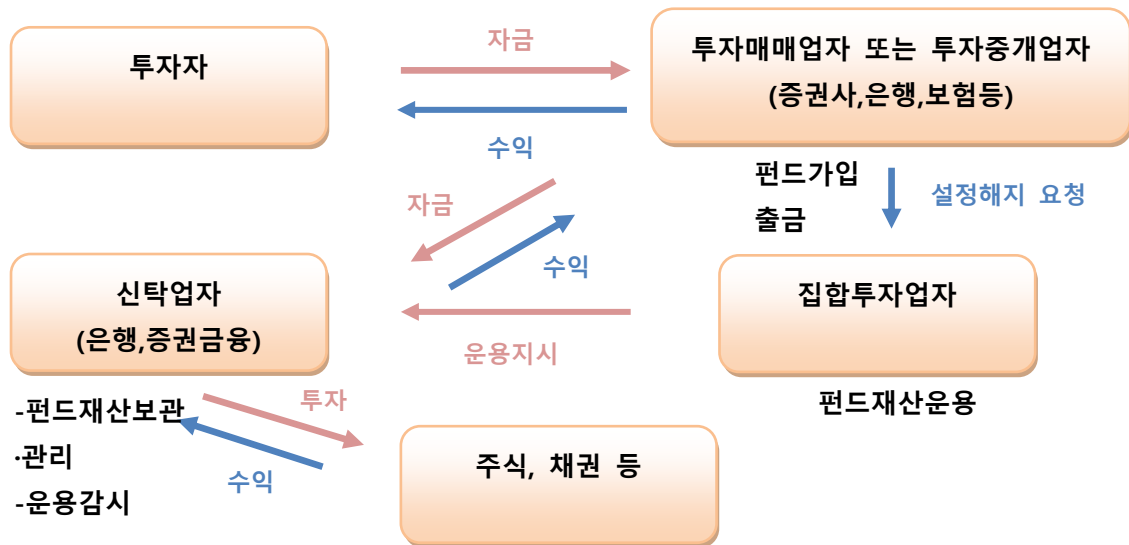 투자자
자금
수익
투자매매업자 또는 투자중개업자
(증권사,은행,보험등)
펀드가입
출금
설정해지 요청
자금
수익
신탁업자
(은행,증권금융)
운용지시
집합투자업자
펀드재산운용
-펀드재산보관
·관리
-운용감시
투자
수익
주식, 채권 등